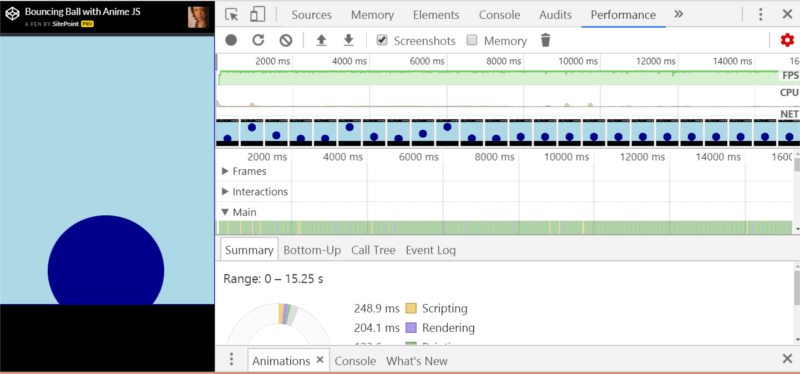 Bouncing Ball with Anime JS
A PEN BY SitePoint PRO
Sources Memory Elements Console Audits Performance »
Screenshots Memory
2000 ms 4000 ms 6000 ms 8000 ms 10000 ms 12000 ms 14000 ms 16
FPS
CPU
NET
2000 ms 4000 ms 6000 ms 8000 ms 10000 ms 12000 ms 14000 ms 1600
Frames
Interactions
Main
Summary Bottom-Up Call Tree Event Log
Range: 0 – 15.25 s
248.9 ms Scripting
204.1 ms Rendering
Animations × Console What's New